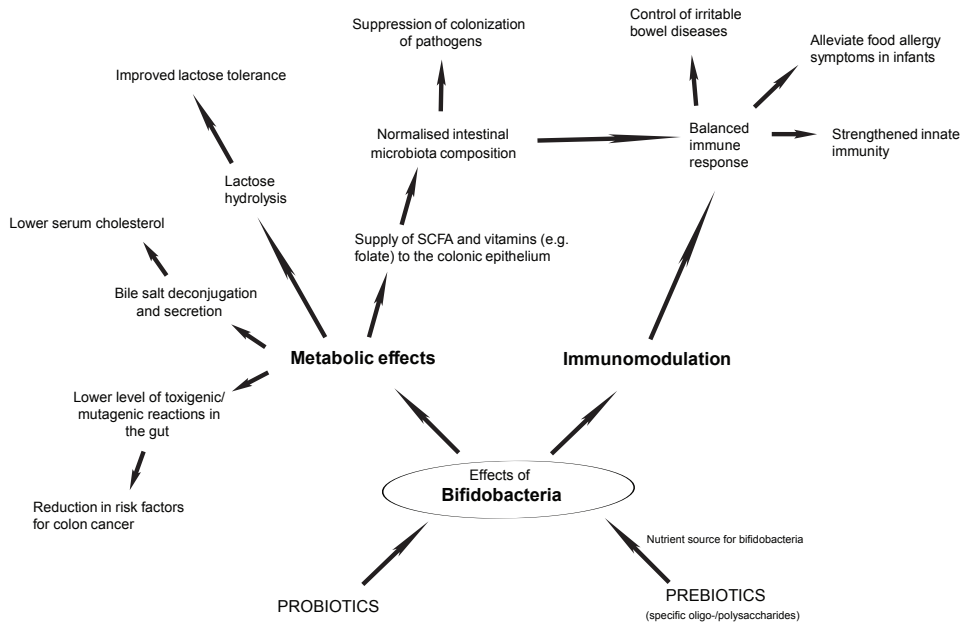 Suppression of colonization
of pathogens
Control of irritable
bowel diseases
Alleviate food allergy
symptoms in infants
Improved lactose tolerance
Normalised intestinal
microbiota composition
Balanced
immune
response
Strengthened innate
immunity
Lactose
hydrolysis
Lower serum cholesterol
Supply of SCFA and vitamins (e.g.
folate) to the colonic epithelium
Bile salt deconjugation
and secretion
Metabolic effects
Immunomodulation
Lower level of toxigenic/
mutagenic reactions in
the gut
Effects of
Bifidobacteria
Reduction in risk factors
for colon cancer
Nutrient source for bifidobacteria
PROBIOTICS
PREBIOTICS
(specific oligo-/polysaccharides)